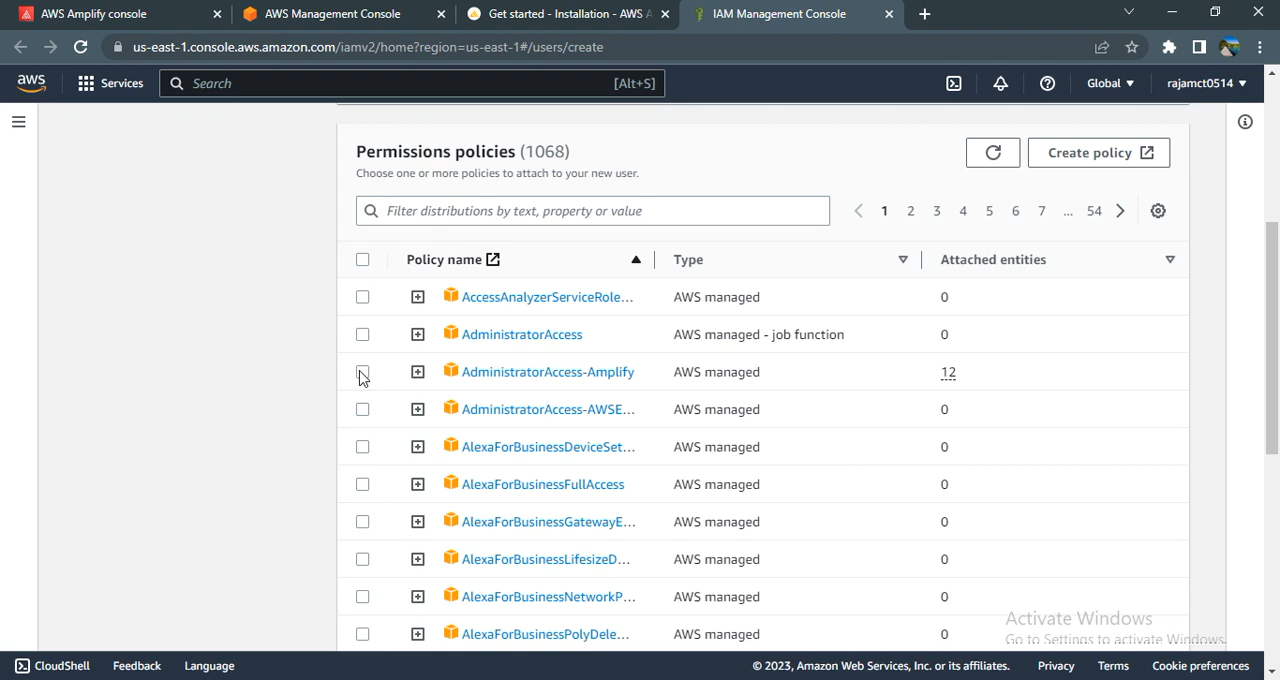 AWS Amplify console
AWS Management Console
Get started - Installation - AWS A
IAM Management Console
us-east-1.console.aws.amazon.com/iamv2/home?region=us-east-1#/users/create
aws
Services
Search
[Alt+S]
Global
rajamct0514
Permissions policies (1068)
Create policy
Choose one or more policies to attach to your new user.
Filter distributions by text, property or value
1 2 3 4 5 6 7 ... 54
Policy name
Type
Attached entities
AccessAnalyzerServiceRole... AWS managed 0
AdministratorAccess AWS managed - job function 0
AdministratorAccess-Amplify AWS managed 12
AdministratorAccess-AWSE... AWS managed 0
AlexaForBusinessDeviceSet... AWS managed 0
AlexaForBusinessFullAccess AWS managed 0
AlexaForBusinessGatewayE... AWS managed 0
AlexaForBusinessLifesizeD... AWS managed 0
AlexaForBusinessNetworkP... AWS managed 0
AlexaForBusinessPolyDele... AWS managed 0
Activate Windows
Go to Settings to activate Windows.
CloudShell
Feedback
Language
© 2023, Amazon Web Services, Inc. or its affiliates.
Privacy
Terms
Cookie preferences